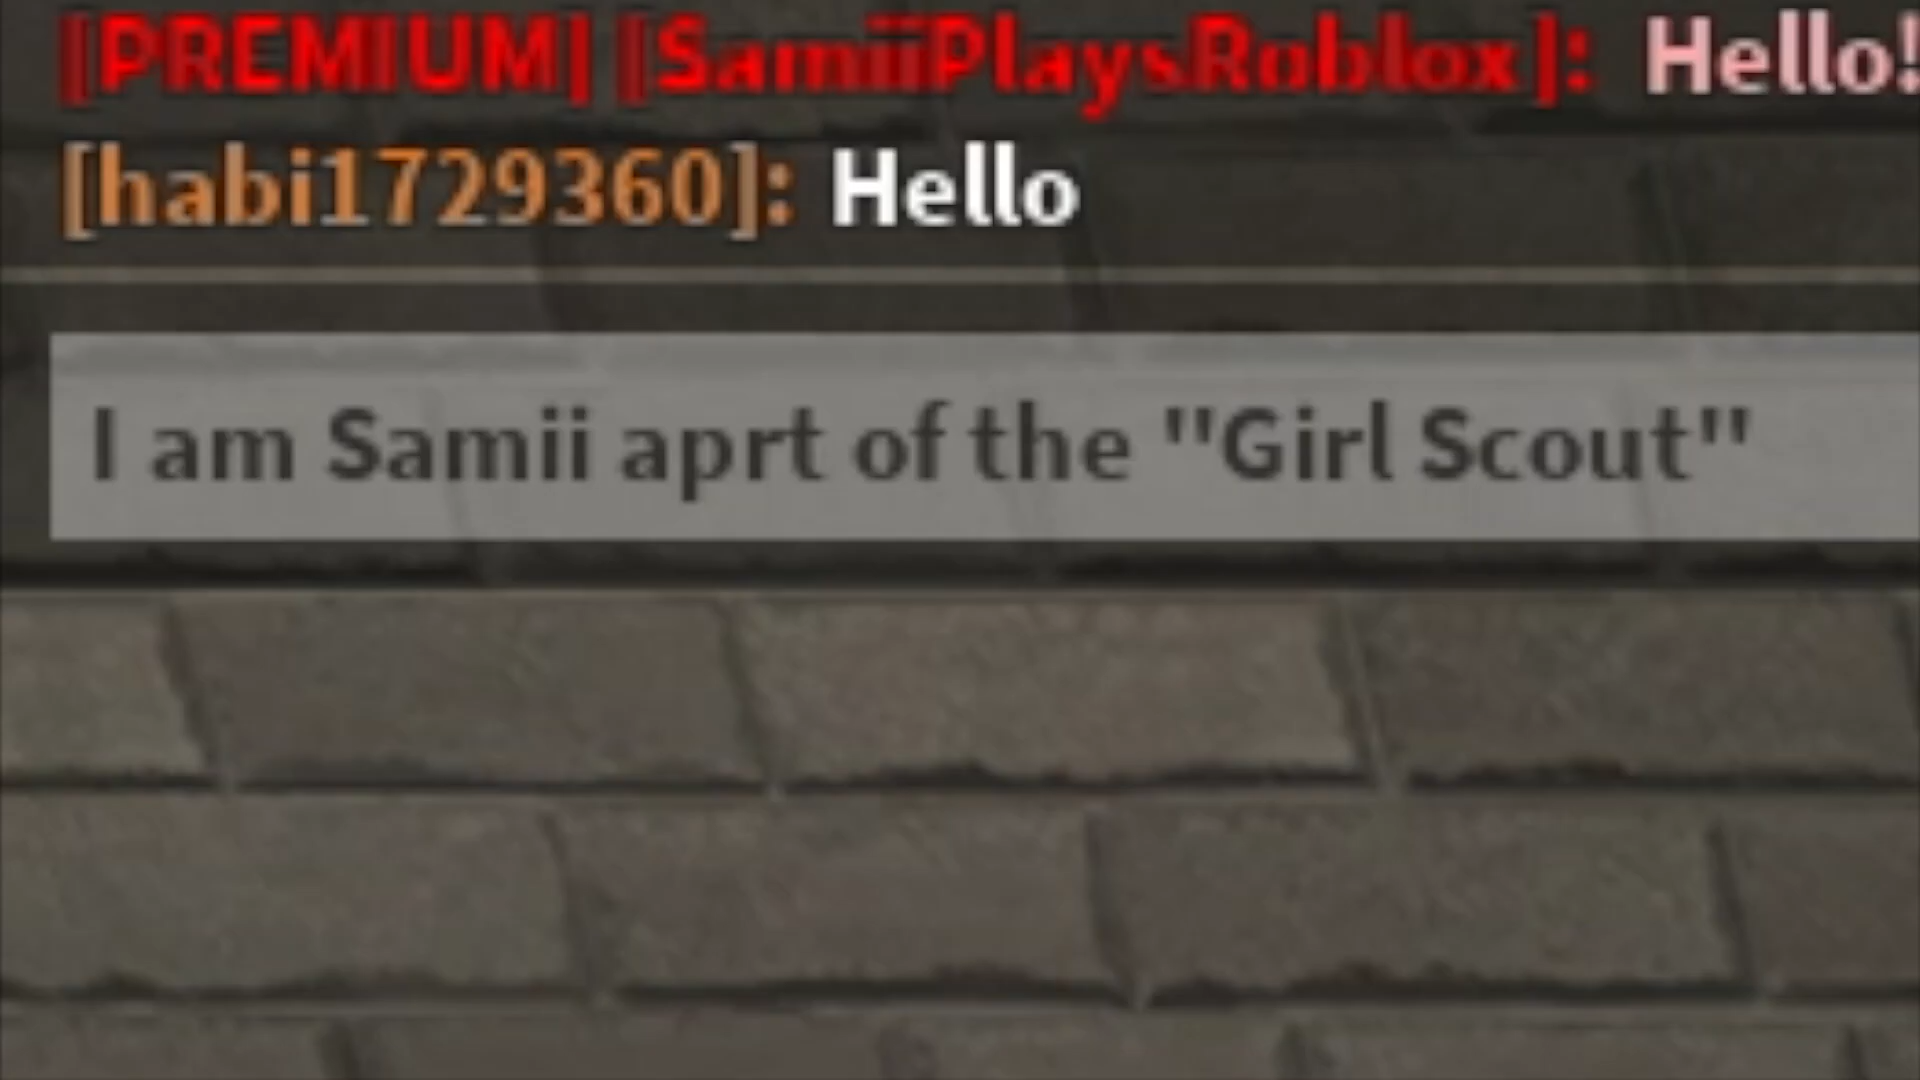 [PREMIUM] [SamiiPlaysRoblox]: Hello!
[habi1729360]: Hello
I am Samii aprt of the "Girl Scout"